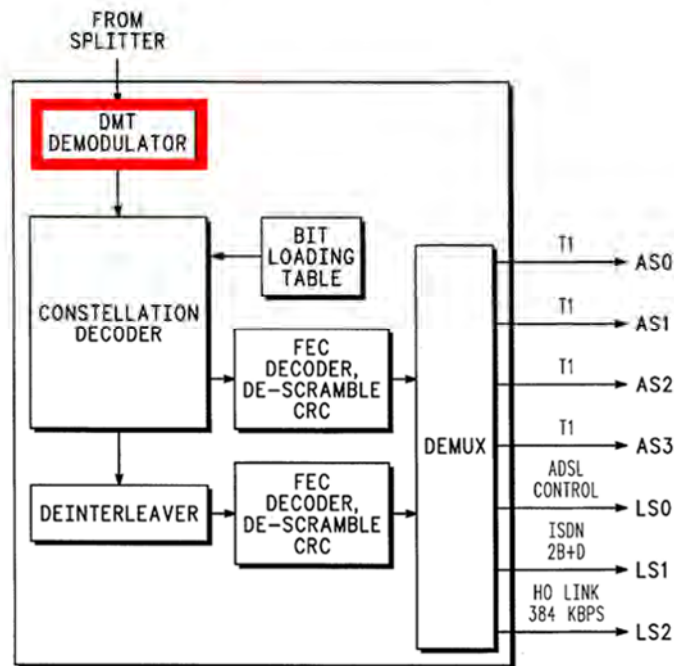 FROM
SPLITTER
DMT
DEMODULATOR
BIT
LOADING
TABLE
CONSTELLATION
DECODER
FEC
DECODER,
DE-SCRAMBLE
CRC
DEINTERLEAVER
FEC
DECODER,
DE-SCRAMBLE
CRC
DEMUX
T1
AS0
T1
AS1
T1
AS2
T1
AS3
ADSL
CONTROL
LS0
ISDN
2B+D
LS1
HO LINK
384 KBPS
LS2